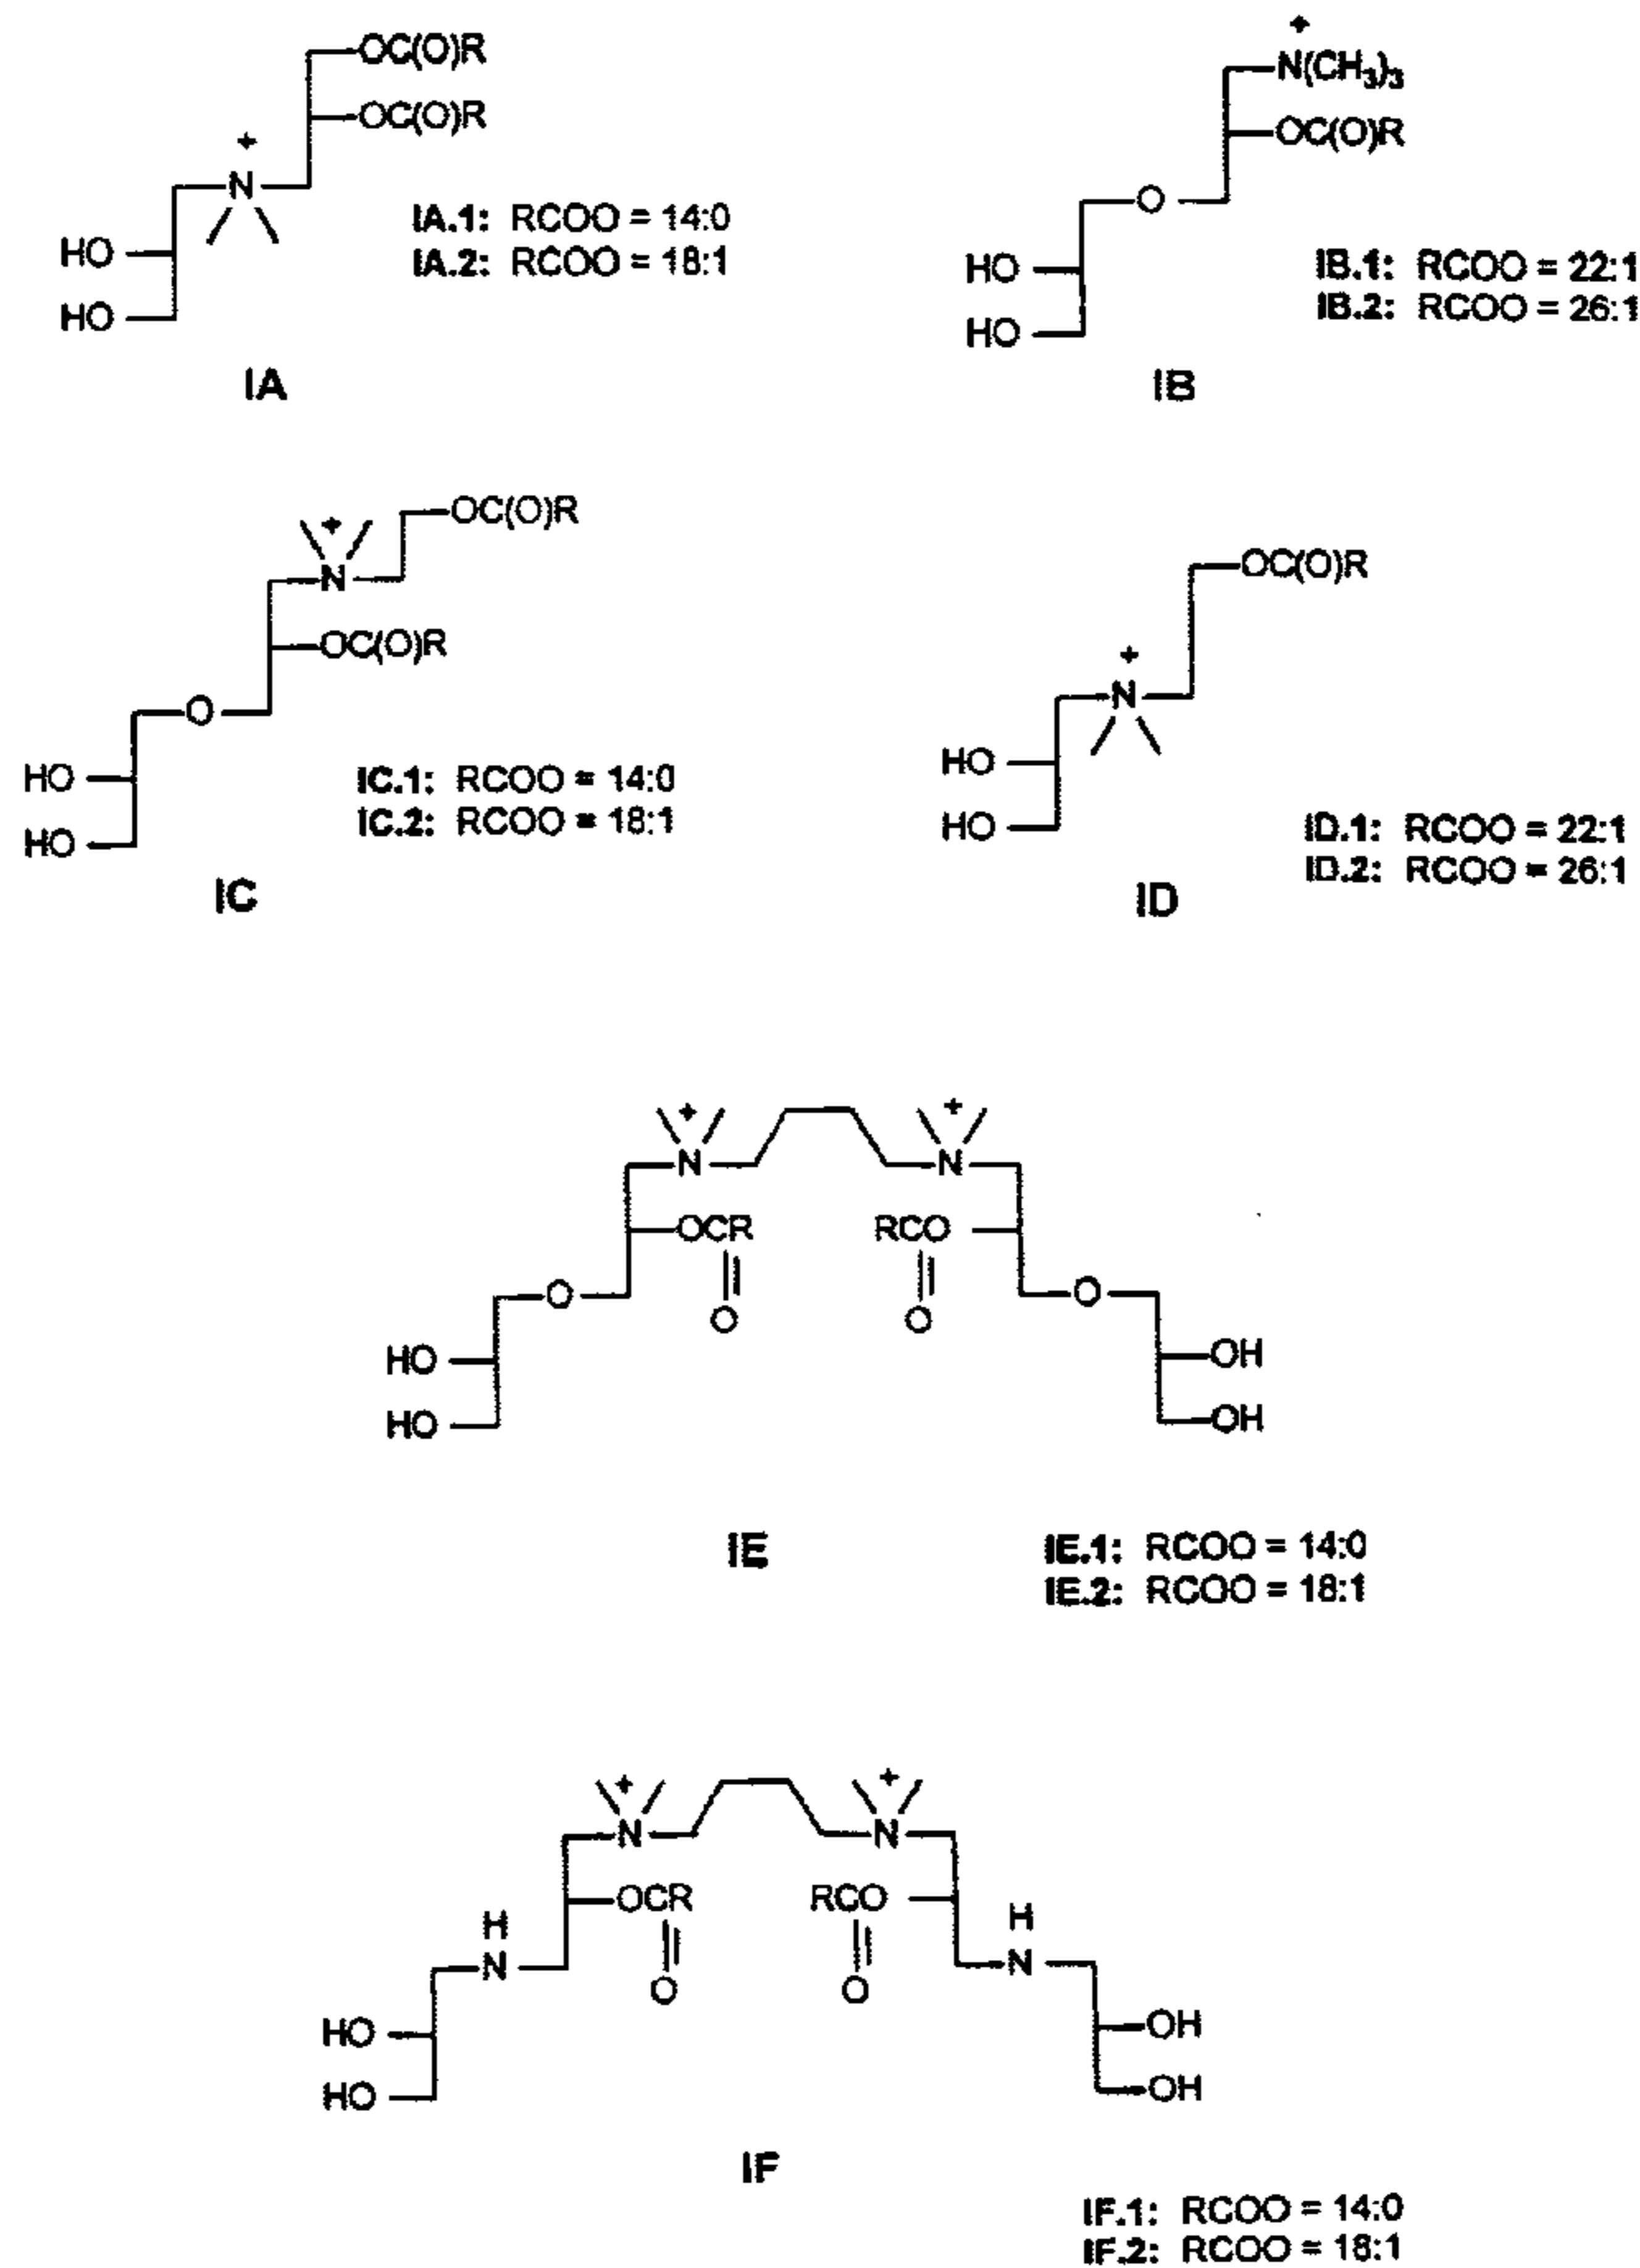 OC(O)R
OC(O)R
+
N
HO
HO
IA.1: RCOO = 14:0
IA.2: RCOO = 18:1
IA
+
N(CH3)3
OC(O)R
O
HO
HO
IB.1: RCOO = 22:1
IB.2: RCOO = 26:1
IB
+
OC(O)R
N
OC(O)R
O
HO
HO
IC.1: RCOO = 14:0
IC.2: RCOO = 18:1
IC
OC(O)R
+
N
HO
HO
ID.1: RCOO = 22:1
ID.2: RCOO = 26:1
ID
+ +
N N
OCR RCO
O O
O O
HO OH
HO OH
IE
IE.1: RCOO = 14:0
IE.2: RCOO = 18:1
+ +
N N
OCR RCO
H H
N N
O O
HO OH
HO OH
IF
IF.1: RCOO = 14:0
IF.2: RCOO = 18:1